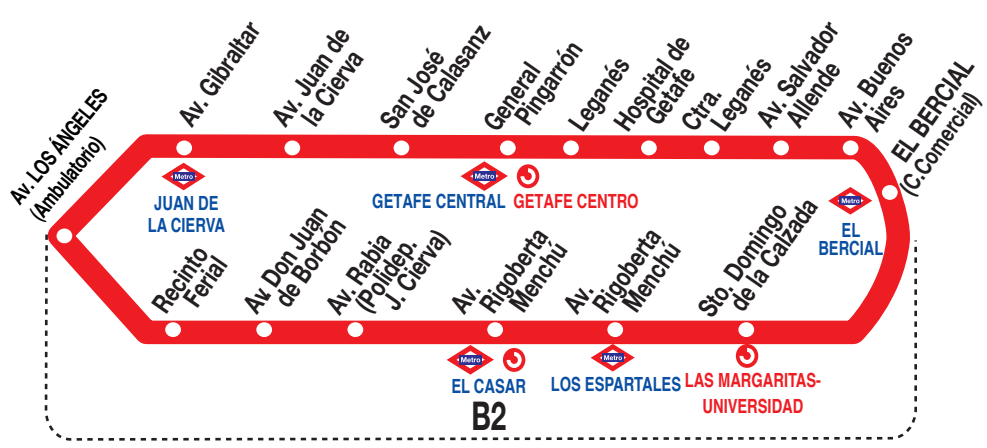 Av. LOS ÁNGELES
(Ambulatorio)
Av. Gibraltar
Av. Juan de
la Cierva
San José
de Calasanz
General
Pingarrón
Leganés
Hospital de
Getafe
Ctra.
Leganés
Av. Salvador
Allende
Av. Buenos
Aires
EL BERCIAL
(C.Comercial)
Metro
JUAN DE
LA CIERVA
Metro
GETAFE CENTRAL
GETAFE CENTRO
Metro
EL
BERCIAL
Recinto
Ferial
Av. Don Juan
de Borbón
Av. Rabia
(Polidep.
J. Cierva)
Av.
Rigoberta
Menchú
Av.
Rigoberta
Menchú
Sto. Domingo
de la Calzada
Metro
EL CASAR
Metro
LOS ESPARTALES
LAS MARGARITAS-
UNIVERSIDAD
B2